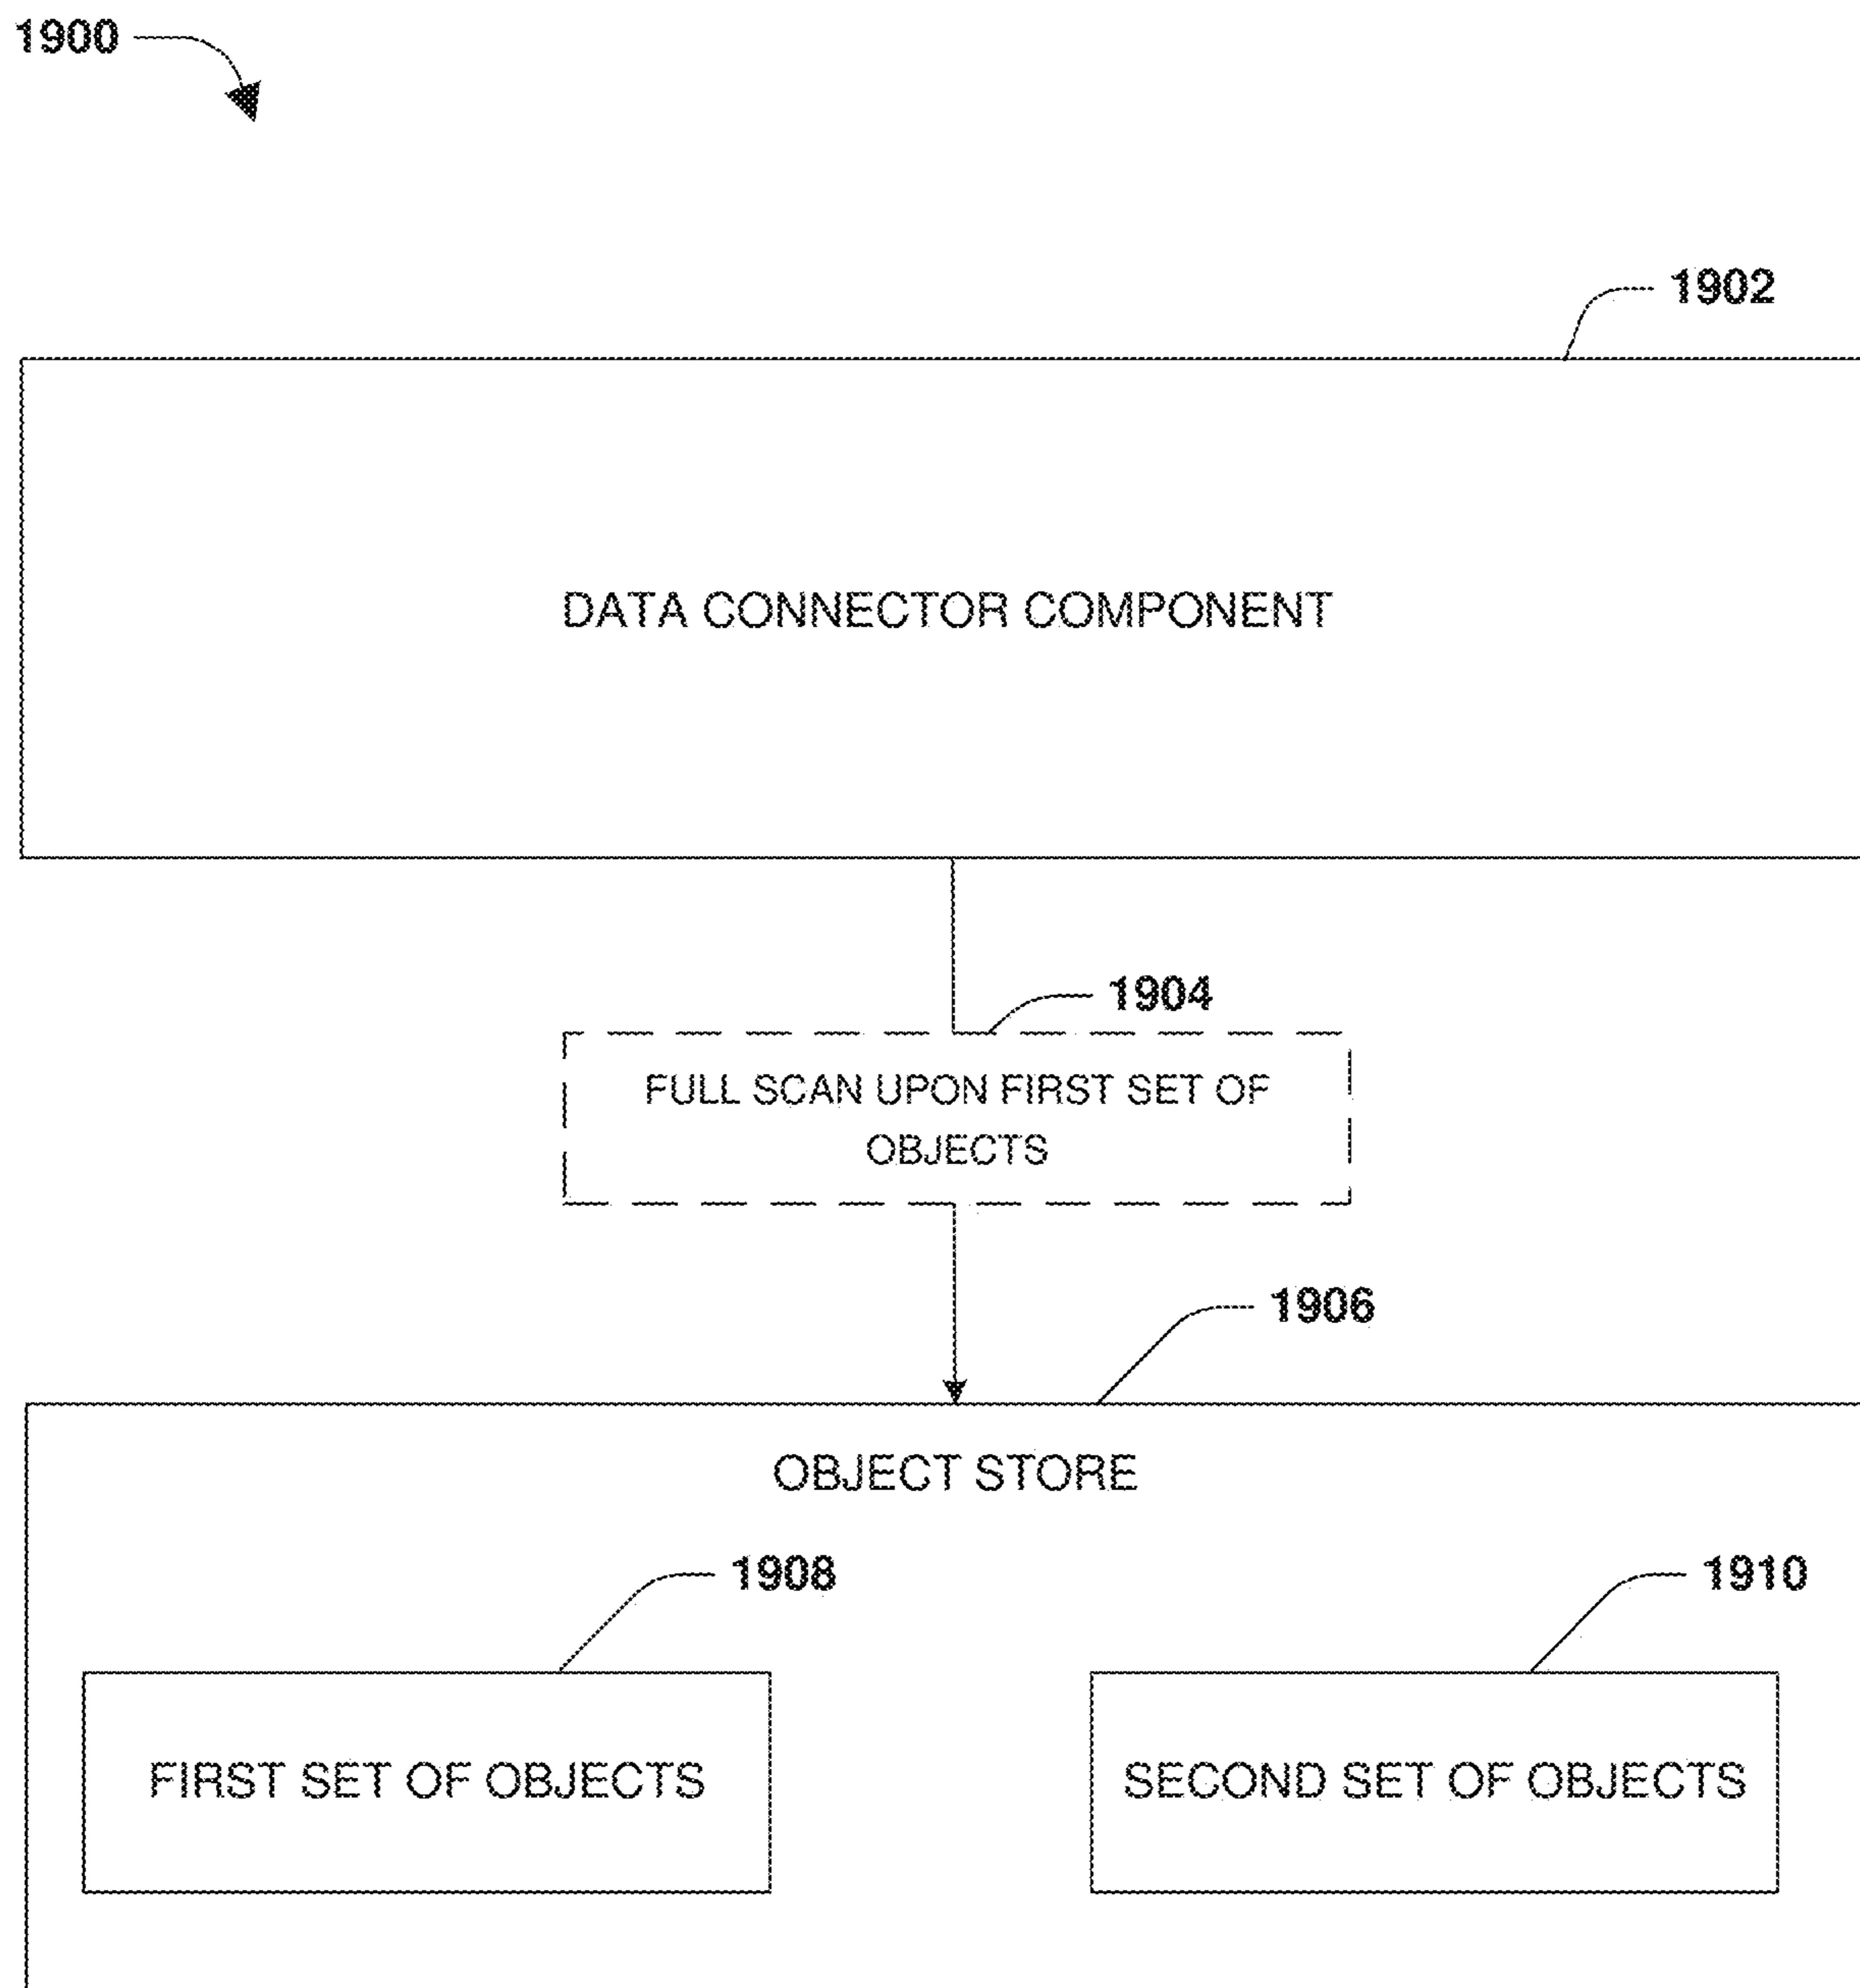 1900
1902
DATA CONNECTOR COMPONENT
1904
FULL SCAN UPON FIRST SET OF
OBJECTS
1906
OBJECT STORE
1908
1910
FIRST SET OF OBJECTS
SECOND SET OF OBJECTS